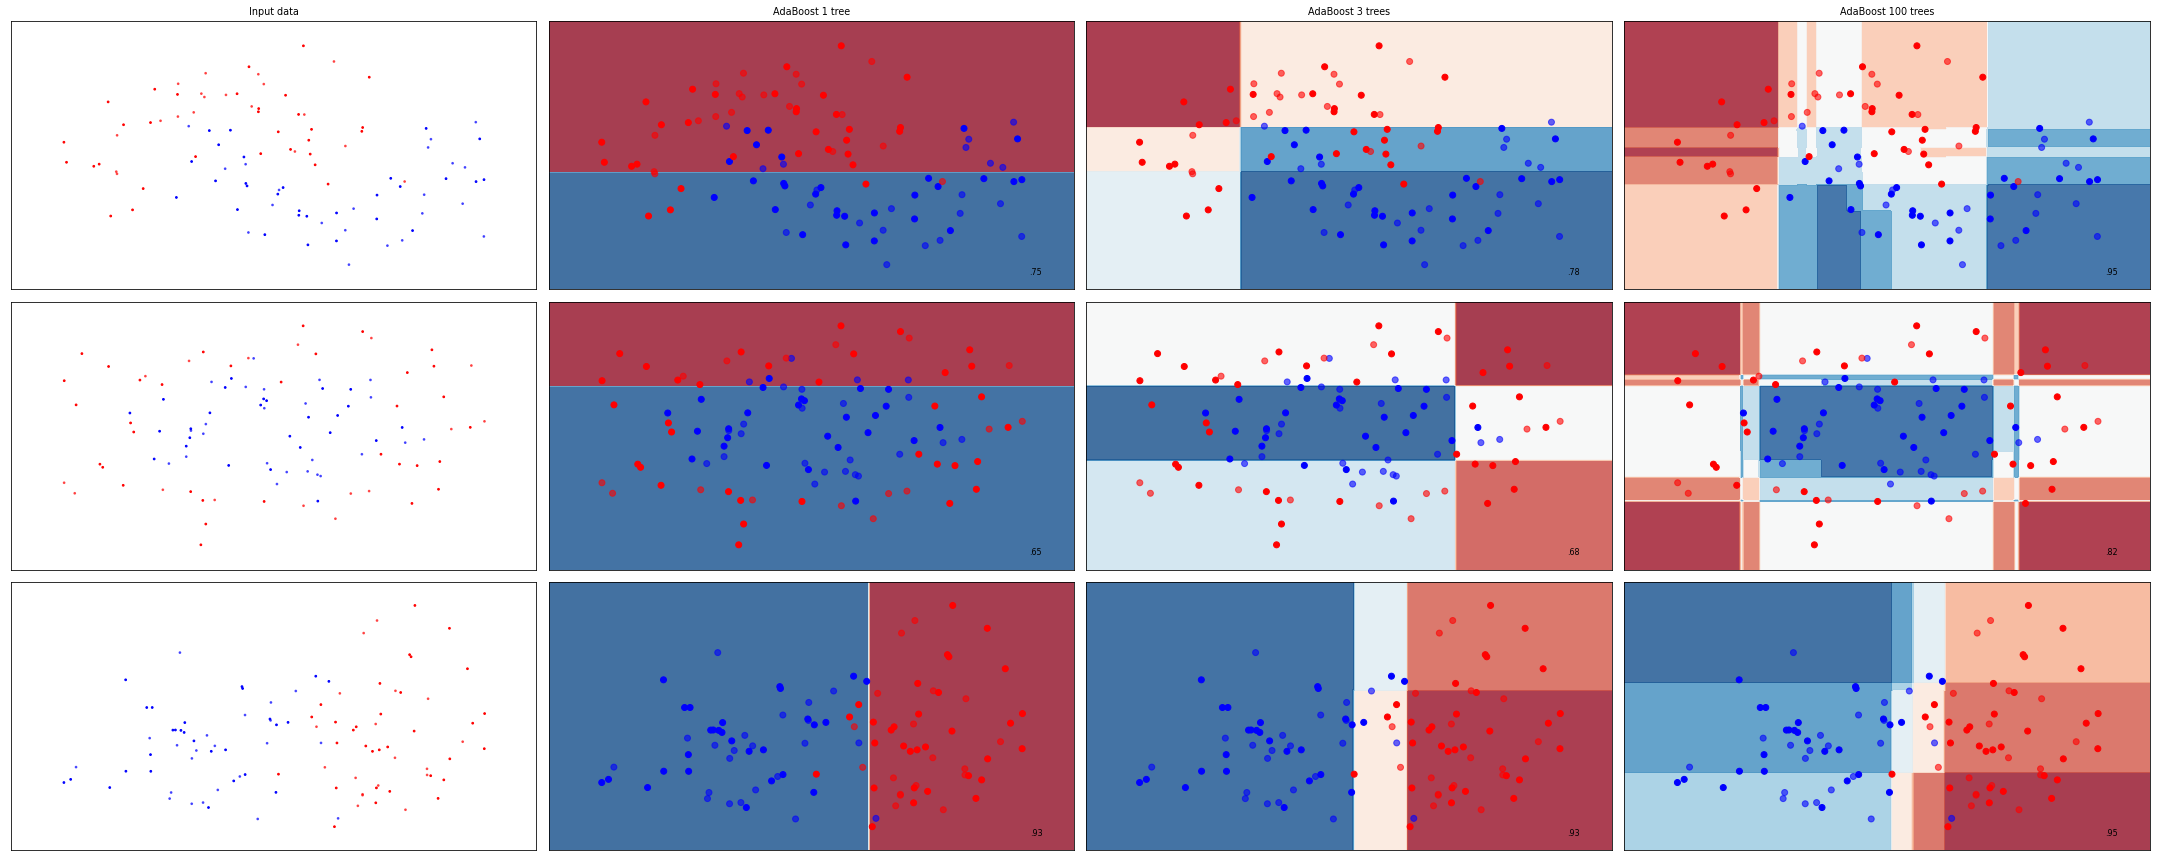 Input data
AdaBoost 1 tree
AdaBoost 3 trees
AdaBoost 100 trees
.75
.78
.95
.65
.68
.82
.93
.93
.95